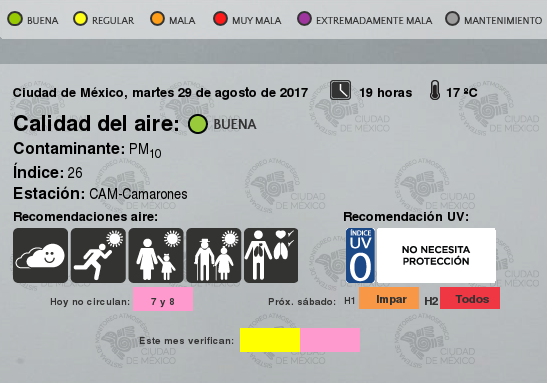 BUENA REGULAR MALA MUY MALA EXTREMADAMENTE MALA MANTENIMIENTO
Ciudad de México, martes 29 de agosto de 2017 19 horas 17 ºC
Calidad del aire: BUENA
Contaminante: PM10
Índice: 26
Estación: CAM-Camarones
Recomendaciones aire: Recomendación UV:
ÍNDICE
UV
0
NO NECESITA
PROTECCIÓN
Hoy no circulan: 7 y 8 Próx. sábado: H1 Impar H2 Todos
Este mes verifican:
MONITOREO ATMOSFÉRICO
CIUDAD
DE MÉXICO